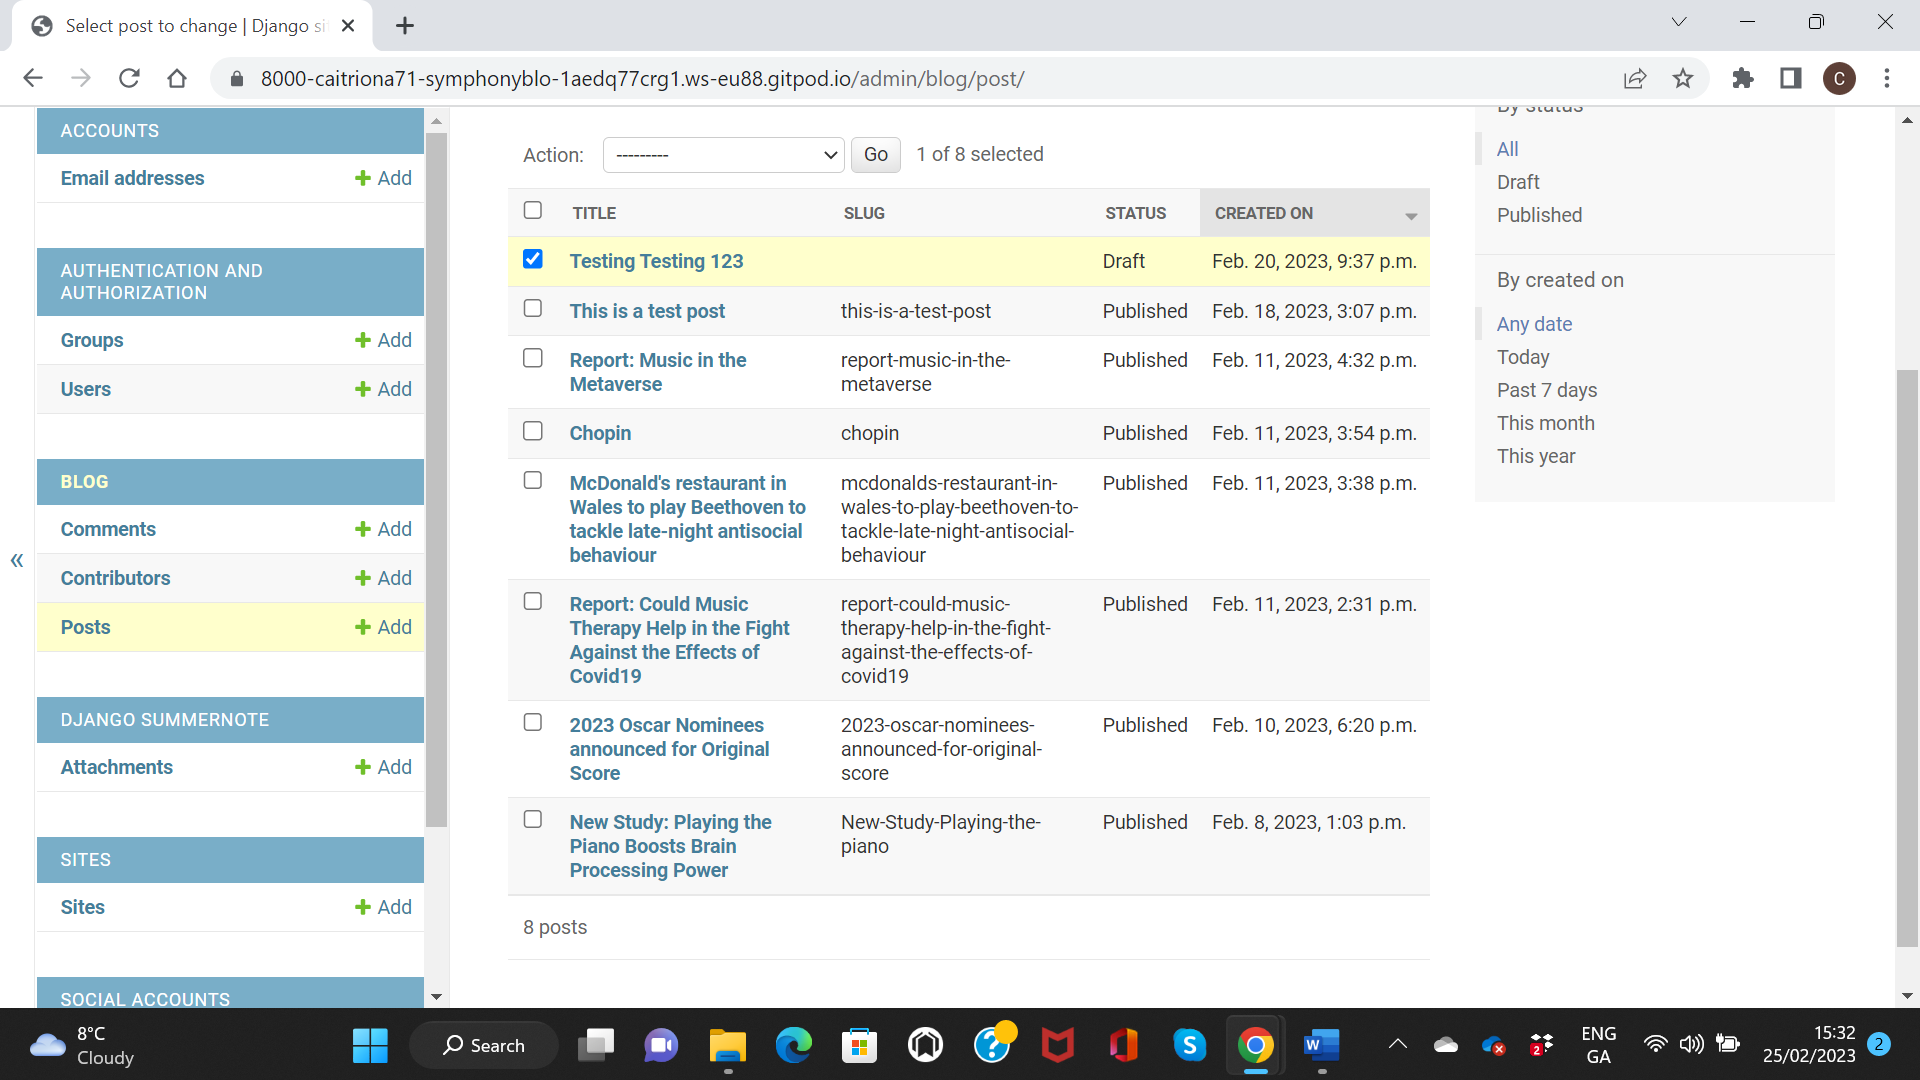 Select post to change | Django si
8000-caitriona71-symphonyblo-1aedq77crg1.ws-eu88.gitpod.io/admin/blog/post/
C
ACCOUNTS
Email addresses
Add
AUTHENTICATION AND
AUTHORIZATION
Groups
Add
Users
Add
BLOG
Comments
Add
Contributors
Add
Posts
Add
DJANGO SUMMERNOTE
Attachments
Add
SITES
Sites
Add
SOCIAL ACCOUNTS
«
Action:
---------
Go
1 of 8 selected
TITLE SLUG STATUS CREATED ON
Testing Testing 123 Draft Feb. 20, 2023, 9:37 p.m.
This is a test post this-is-a-test-post Published Feb. 18, 2023, 3:07 p.m.
Report: Music in the report-music-in-the- Published Feb. 11, 2023, 4:32 p.m.
Metaverse metaverse
Chopin chopin Published Feb. 11, 2023, 3:54 p.m.
McDonald's restaurant in mcdonalds-restaurant-in- Published Feb. 11, 2023, 3:38 p.m.
Wales to play Beethoven to wales-to-play-beethoven-to-
tackle late-night antisocial tackle-late-night-antisocial-
behaviour behaviour
Report: Could Music report-could-music- Published Feb. 11, 2023, 2:31 p.m.
Therapy Help in the Fight therapy-help-in-the-fight-
Against the Effects of against-the-effects-of-
Covid19 covid19
2023 Oscar Nominees 2023-oscar-nominees- Published Feb. 10, 2023, 6:20 p.m.
announced for Original announced-for-original-
Score score
New Study: Playing the New-Study-Playing-the- Published Feb. 8, 2023, 1:03 p.m.
Piano Boosts Brain piano
Processing Power
8 posts
By status
All
Draft
Published
By created on
Any date
Today
Past 7 days
This month
This year
8°C
Cloudy
Search
?
S
W
2
ENG
GA
15:32
25/02/2023
2